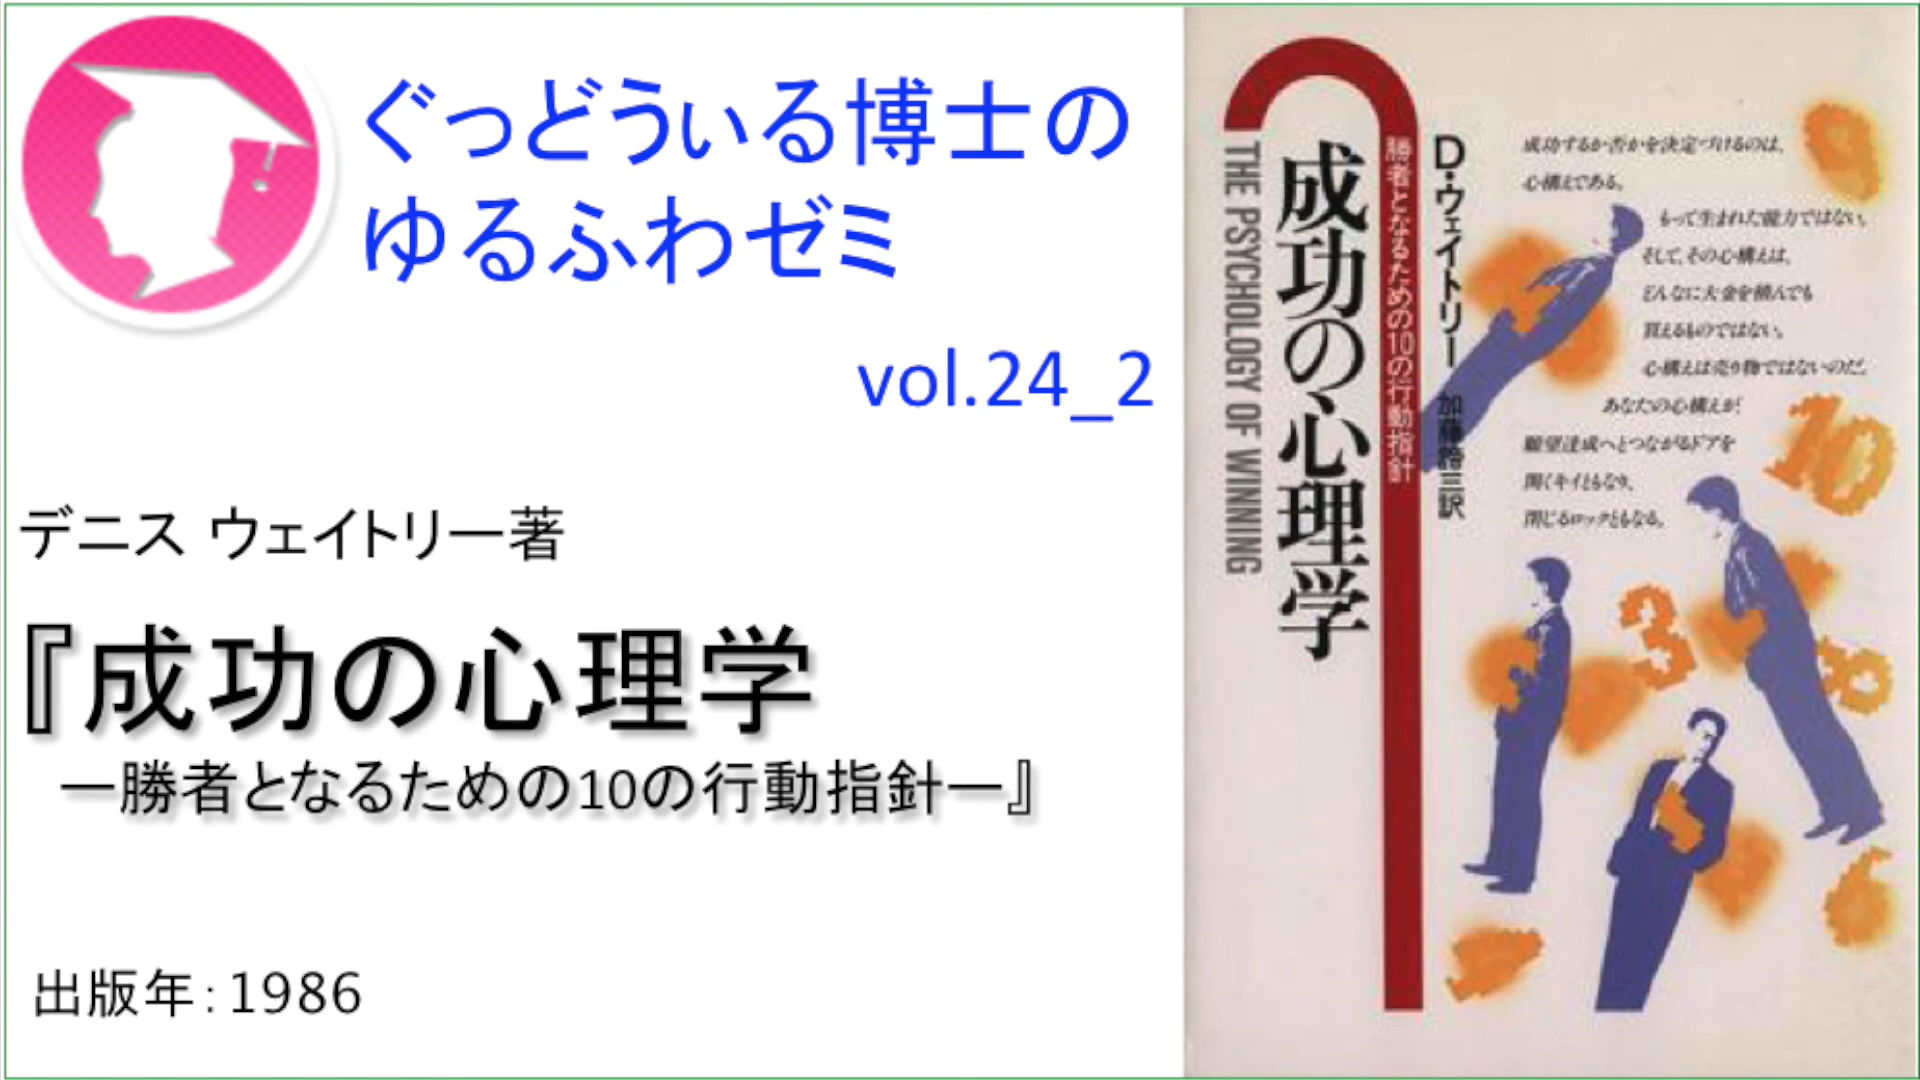 ぐっどうぃる博士の
ゆるふわゼミ
vol.24_2
デニス ウェイトリー著
『成功の心理学
―勝者となるための10の行動指針―』
出版年：1986
THE PSYCHOLOGY OF WINNING
成功の心理学
勝者となるための10の行動指針
D・ウェイトリー 加藤諦三訳
成功するか否かを決定づけるのは、
心構えである。
もって生まれた能力ではない。
そして、その心構えは、
どんなに大金を積んでも
買えるものではない。
心構えは売り物ではないのだ。
あなたの心構えが、
願望達成へとつながるドアを
開くキイともなり、
閉じるロックともなる。
9
10
3
8
6
7